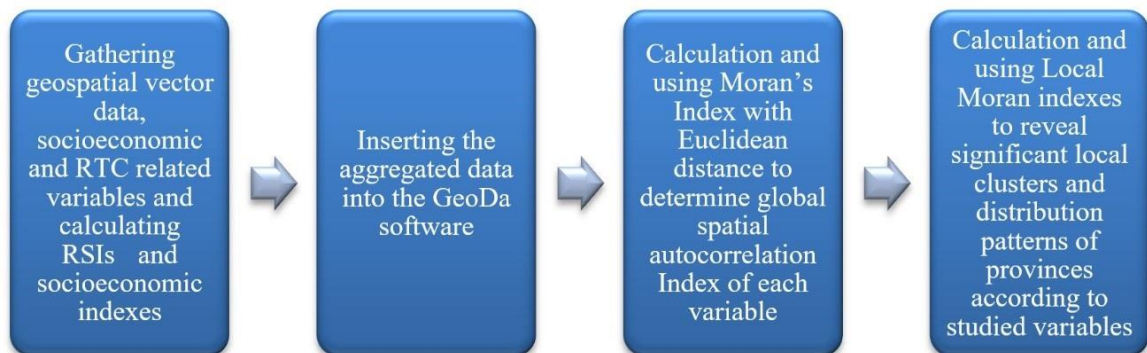 Gathering
geospatial vector
data,
socioeconomic
and RTC related
variables and
calculating
RSIs and
socioeconomic
indexes
Inserting the
aggregated data
into the GeoDa
software
Calculation and
using Moran's
Index with
Euclidean
distance to
determine global
spatial
autocorrelation
Index of each
variable
Calculation and
using Local
Moran indexes
to reveal
significant local
clusters and
distribution
patterns of
provinces
according to
studied variables